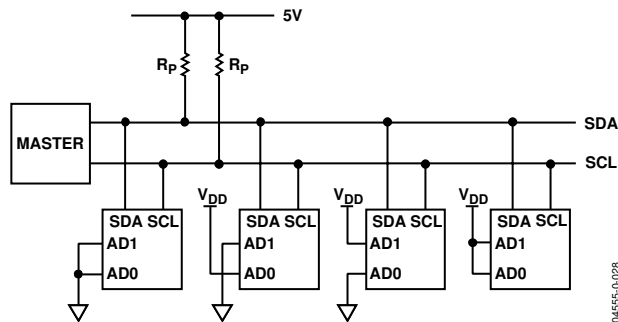 5V
RP RP
MASTER
SDA
SCL
VDD VDD VDD
SDA SCL SDA SCL SDA SCL SDA SCL
AD1 AD1 AD1 AD1
AD0 AD0 AD0 AD0
04555-0-028